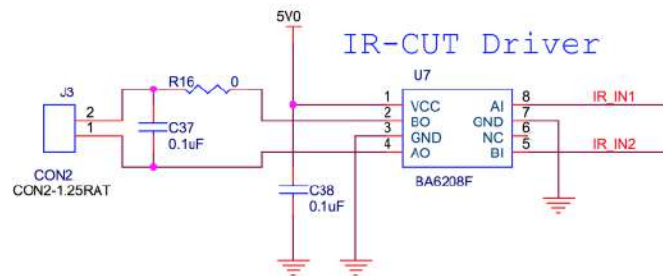 5V0
IR-CUT Driver
J3
R16 0
U7
2
1
C37
0.1uF
1 VCC AI 8 IR_IN1
2 BO GND 7
3 GND NC 6
4 AO BI 5 IR_IN2
CON2
CON2-1.25RAT
BA6208F
C38
0.1uF